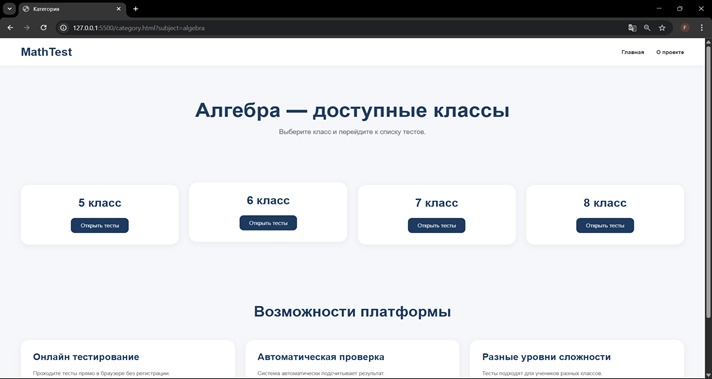 Категория
127.0.0.1:5500/category.html?subject=algebra
MathTest
Главная
О проекте
Алгебра — доступные классы
Выберите класс и перейдите к списку тестов.
5 класс
6 класс
7 класс
8 класс
Открыть тесты
Открыть тесты
Открыть тесты
Открыть тесты
Возможности платформы
Онлайн тестирование
Автоматическая проверка
Разные уровни сложности
Проходите тесты прямо в браузере без регистрации.
Система автоматически подсчитывает результат.
Тесты подходят для учеников разных классов.